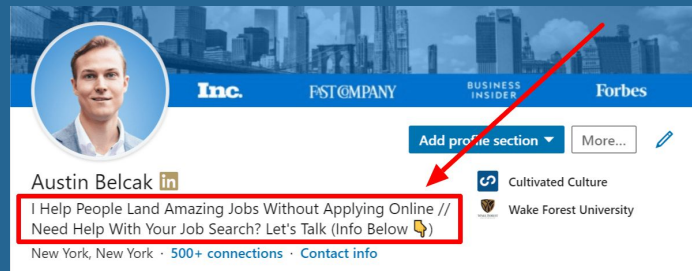 Inc.
FAST COMPANY
BUSINESS
INSIDER
Forbes
Add profile section
More...
Austin Belcak in
Cultivated Culture
I Help People Land Amazing Jobs Without Applying Online //
Need Help With Your Job Search? Let's Talk (Info Below 👇)
Wake Forest University
New York, New York · 500+ connections · Contact info